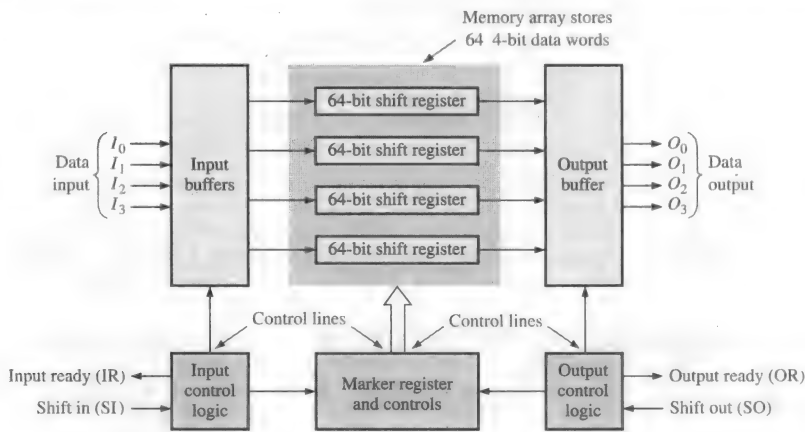 Memory array stores
64 4-bit data words
64-bit shift register
64-bit shift register
64-bit shift register
64-bit shift register
Data
input
I0
I1
I2
I3
Input
buffers
Output
buffer
O0
O1
O2
O3
Data
output
Control lines
Control lines
Input ready (IR)
Shift in (SI)
Input
control
logic
Marker register
and controls
Output
control
logic
Output ready (OR)
Shift out (SO)